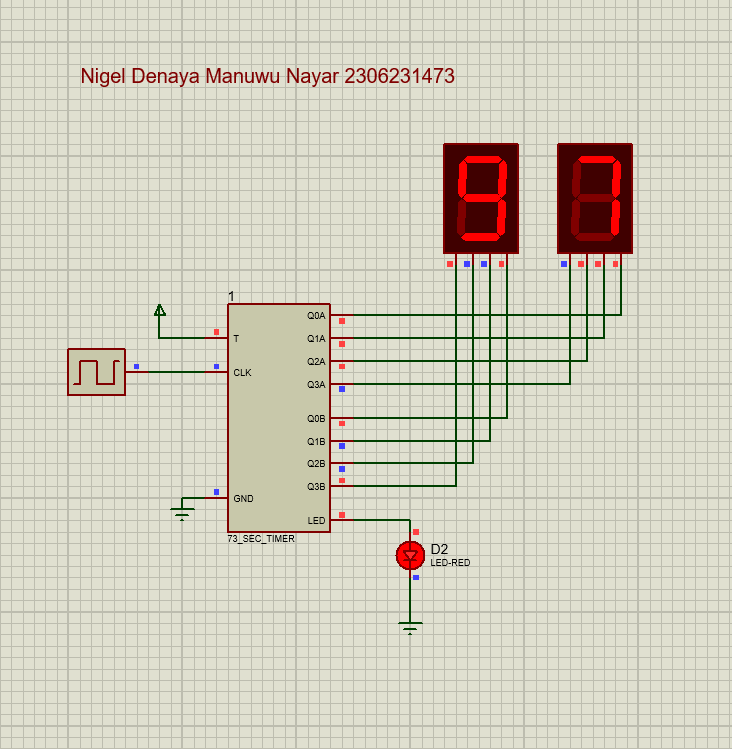 Nigel Denaya Manuwu Nayar 2306231473
9 7
1
T
CLK
GND
Q0A
Q1A
Q2A
Q3A
Q0B
Q1B
Q2B
Q3B
LED
73_SEC_TIMER
D2
LED-RED